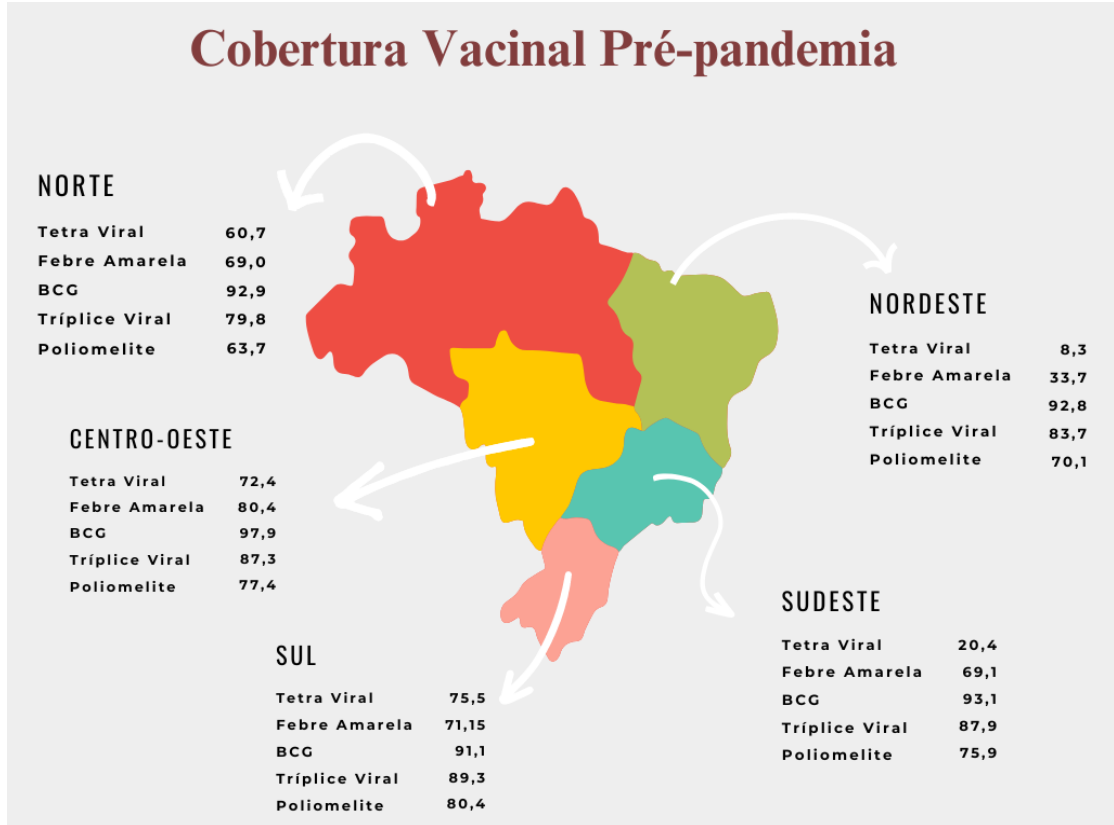 Cobertura Vacinal Pré-pandemia
NORTE
Tetra Viral 60,7
Febre Amarela 69,0
BCG 92,9
Tríplice Viral 79,8
Poliomelite 63,7
NORDESTE
Tetra Viral 8,3
Febre Amarela 33,7
BCG 92,8
Tríplice Viral 83,7
Poliomelite 70,1
CENTRO-OESTE
Tetra Viral 72,4
Febre Amarela 80,4
BCG 97,9
Tríplice Viral 87,3
Poliomelite 77,4
SUDESTE
Tetra Viral 20,4
Febre Amarela 69,1
BCG 93,1
Tríplice Viral 87,9
Poliomelite 75,9
SUL
Tetra Viral 75,5
Febre Amarela 71,15
BCG 91,1
Tríplice Viral 89,3
Poliomelite 80,4